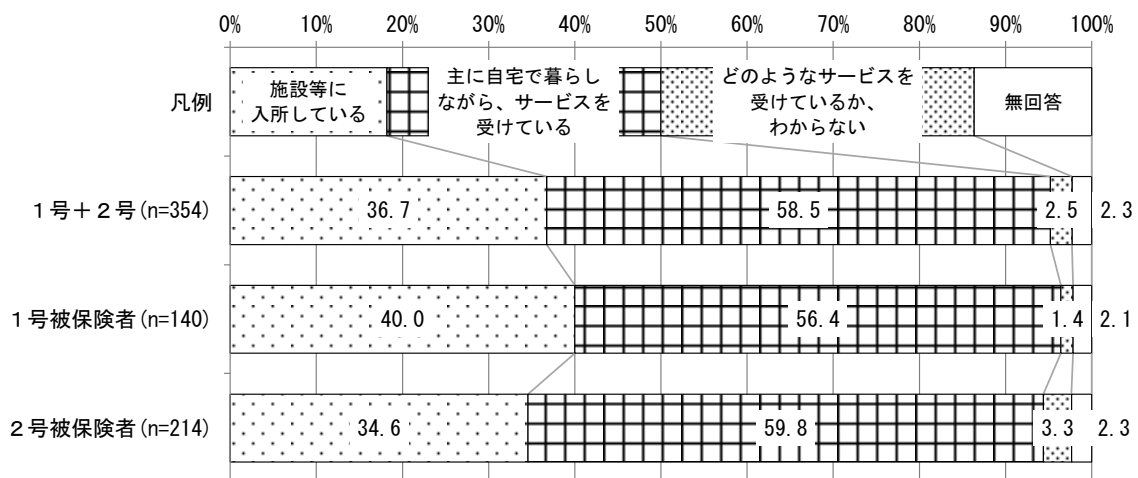 0% 10% 20% 30% 40% 50% 60% 70% 80% 90% 100%
凡例
施設等に
入所している
主に自宅で暮らし
ながら、サービスを
受けている
どのようなサービスを
受けているか、
わからない
無回答
1号+2号(n=354) 36.7 58.5 2.5 2.3
1号被保険者(n=140) 40.0 56.4 1.4 2.1
2号被保険者(n=214) 34.6 59.8 3.3 2.3